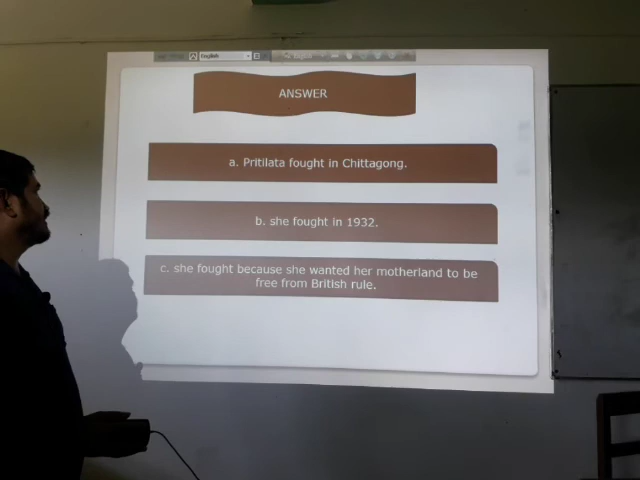 English
ANSWER
a. Pritilata fought in Chittagong.
b. she fought in 1932.
c. she fought because she wanted her motherland to be
free from British rule.